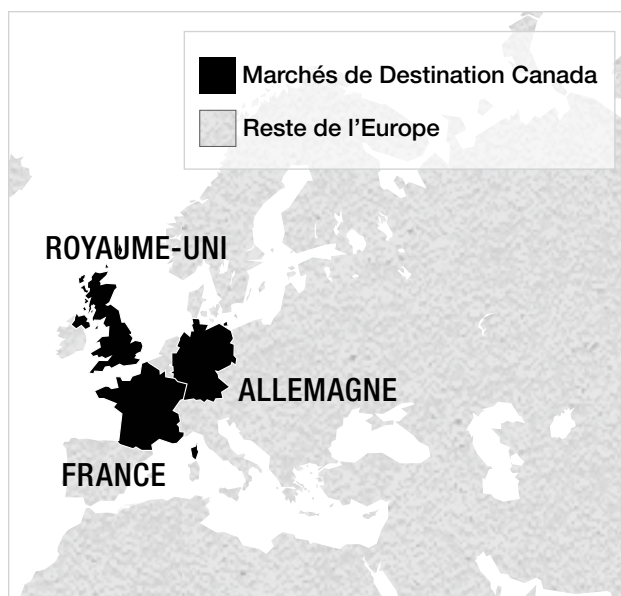 Marchés de Destination Canada
Reste de l’Europe
ROYAUME-UNI
ALLEMAGNE
FRANCE